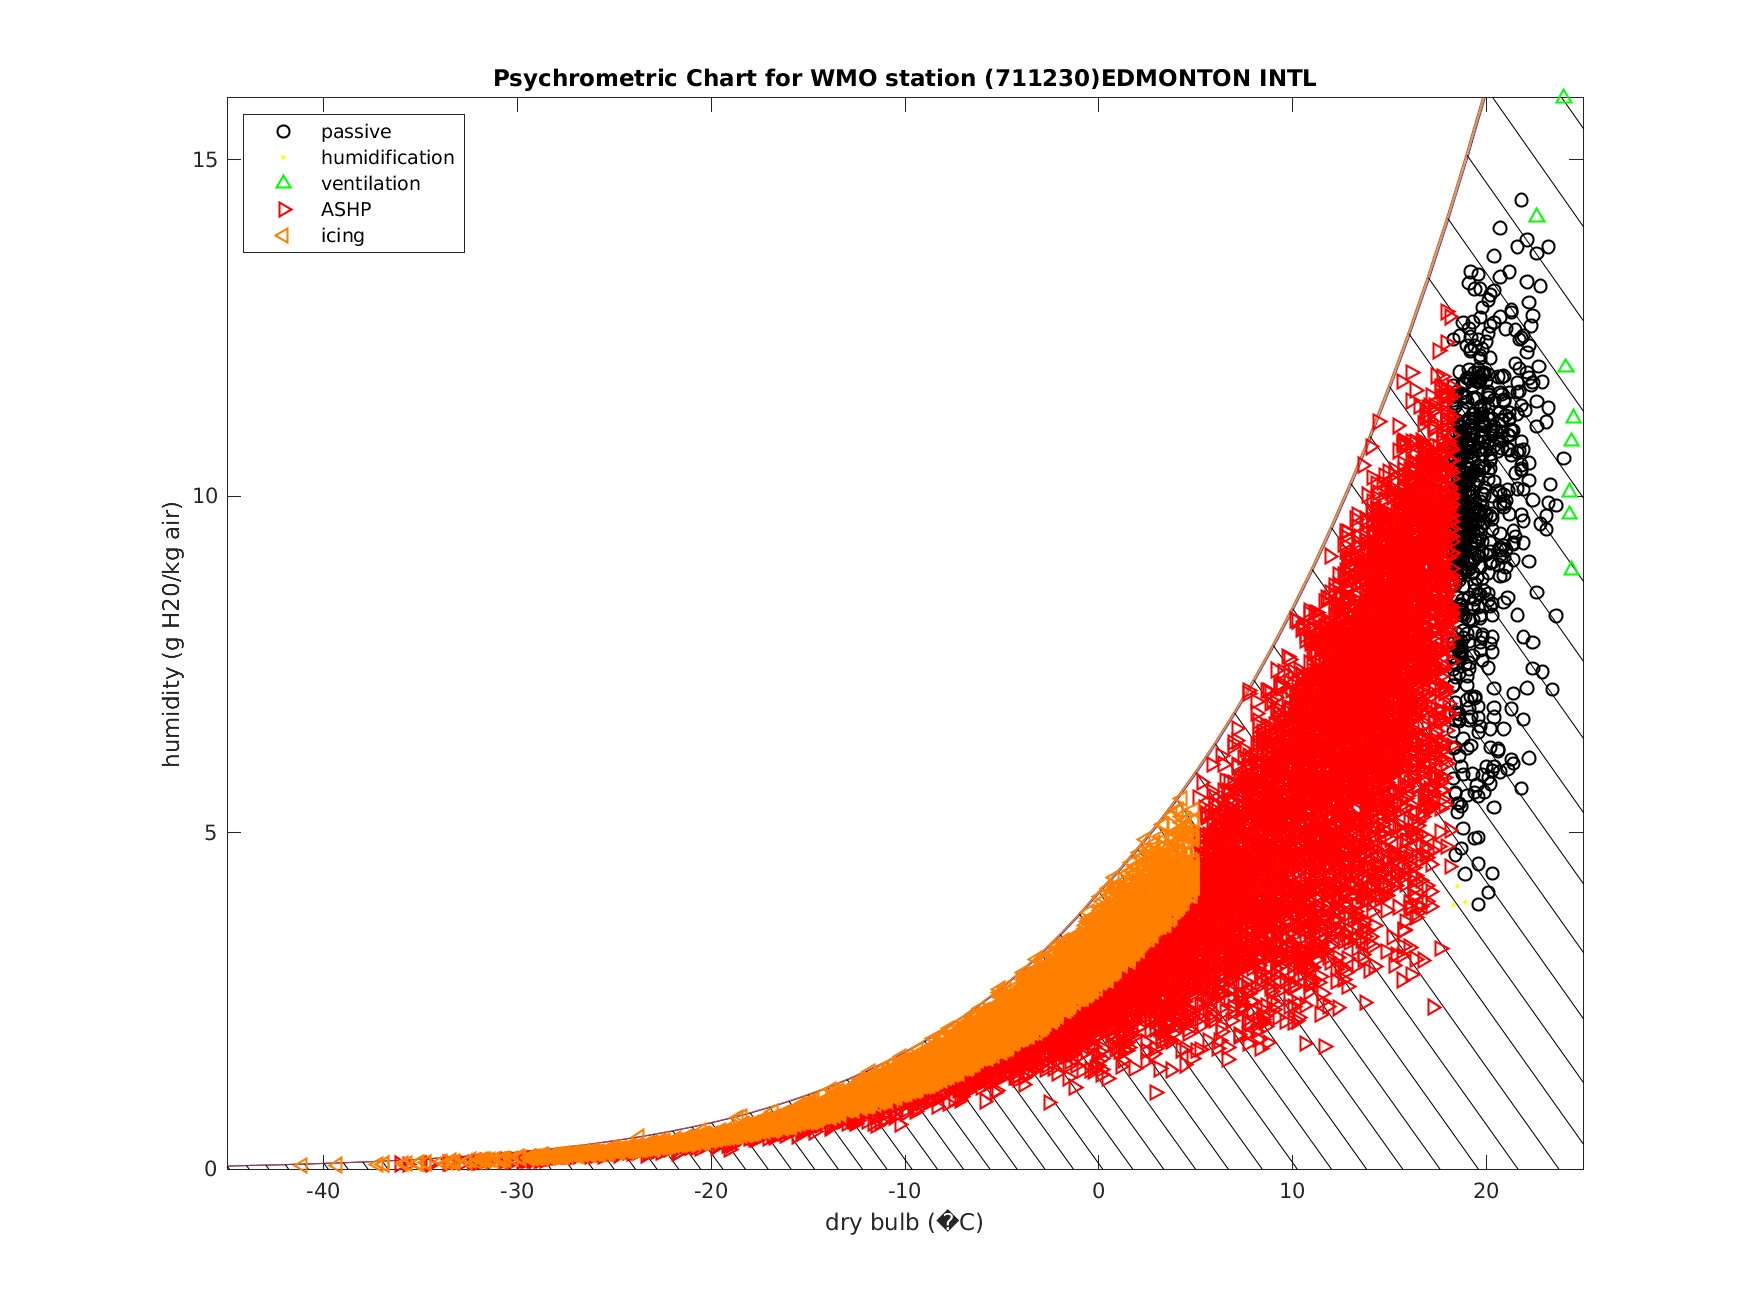 Psychrometric Chart for WMO station (711230)EDMONTON INTL
passive
humidification
ventilation
ASHP
icing
humidity (g H20/kg air)
15
10
5
0
-40 -30 -20 -10 0 10 20
dry bulb (�C)